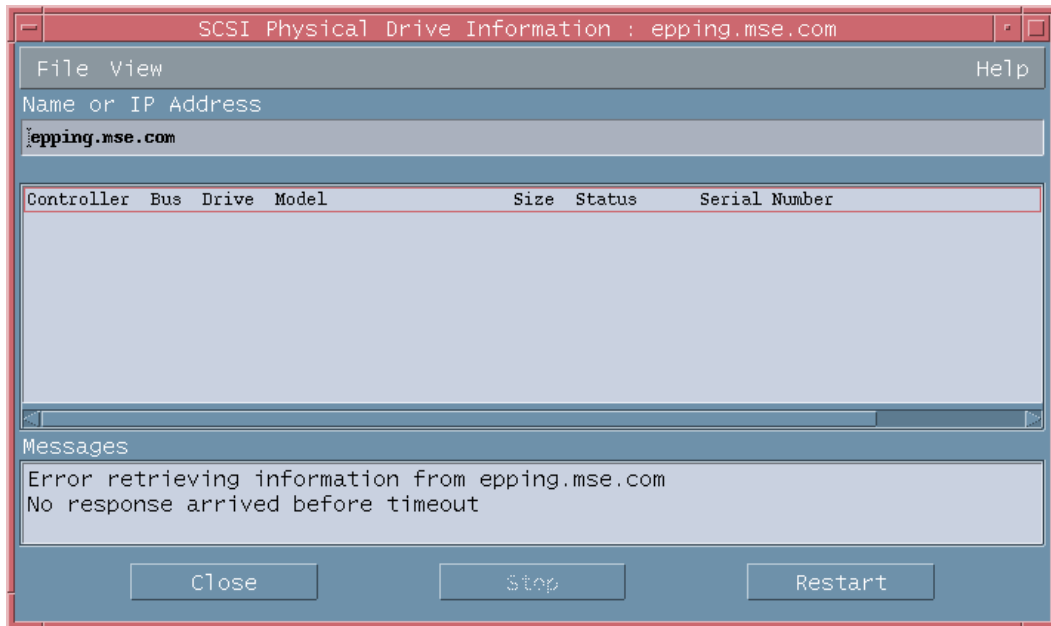 SCSI Physical Drive Information : epping.mse.com
File View Help
Name or IP Address
epping.mse.com
Controller Bus Drive Model Size Status Serial Number
Messages
Error retrieving information from epping.mse.com
No response arrived before timeout
Close Stop Restart